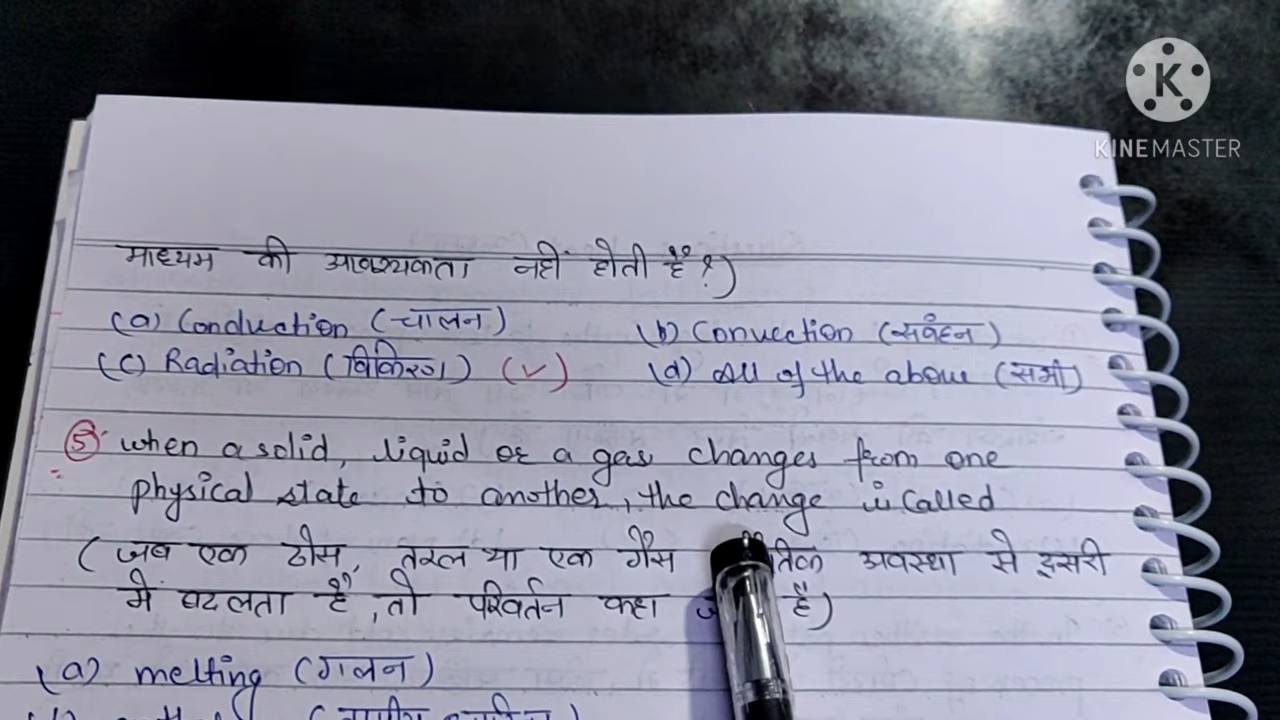 K
KINEMASTER
माध्यम की आवश्यकता नहीं होती है ?)
(a) Conduction (चालन) (b) Convection (संवहन)
(c) Radiation (विकिरण) (✓) (d) All of the above (सभी)
⑤ when a solid, liquid or a gas changes from one
physical state to another, the change is called
(जब एक ठोस, तरल या एक गैस अवस्था से दूसरी
में बदलता है, तो परिवर्तन कहा है)
(a) melting (गलन)